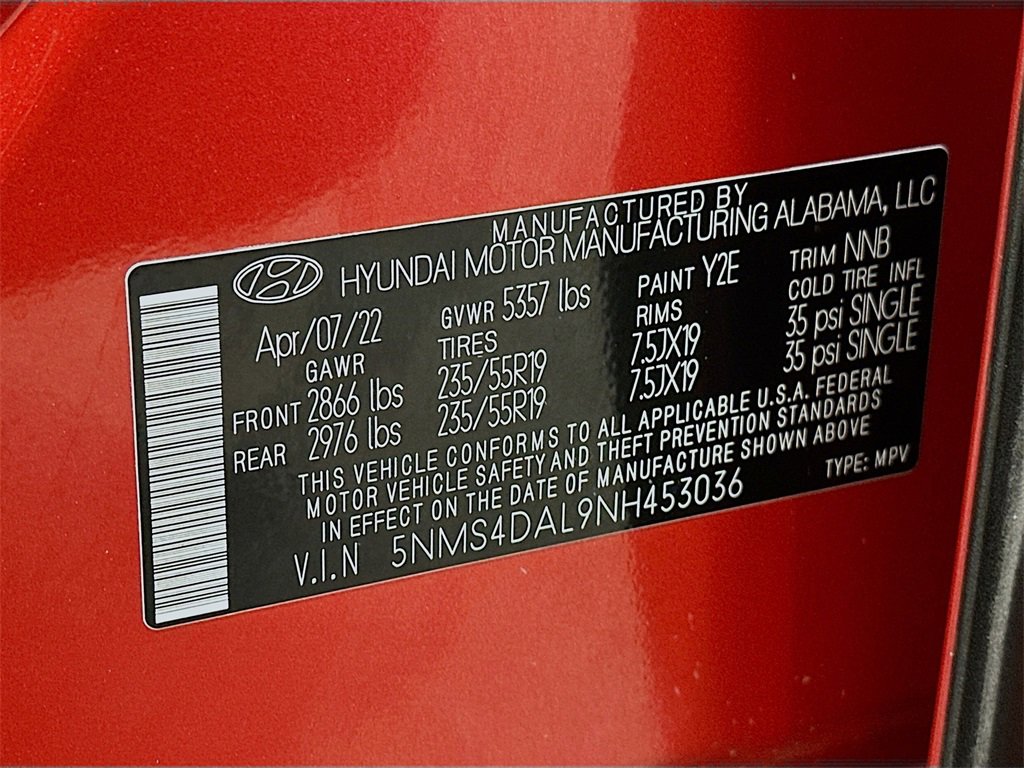 MANUFACTURED BY
HYUNDAI MOTOR MANUFACTURING ALABAMA, LLC
Apr/07/22 GVWR 5357 lbs PAINT Y2E TRIM NNB
GAWR TIRES RIMS COLD TIRE INFL
FRONT 2866 lbs 235/55R19 7.5JX19 35 psi SINGLE
REAR 2976 lbs 235/55R19 7.5JX19 35 psi SINGLE
THIS VEHICLE CONFORMS TO ALL APPLICABLE U.S.A. FEDERAL
MOTOR VEHICLE SAFETY AND THEFT PREVENTION STANDARDS
IN EFFECT ON THE DATE OF MANUFACTURE SHOWN ABOVE
V.I.N 5NMS4DAL9NH453036 TYPE: MPV